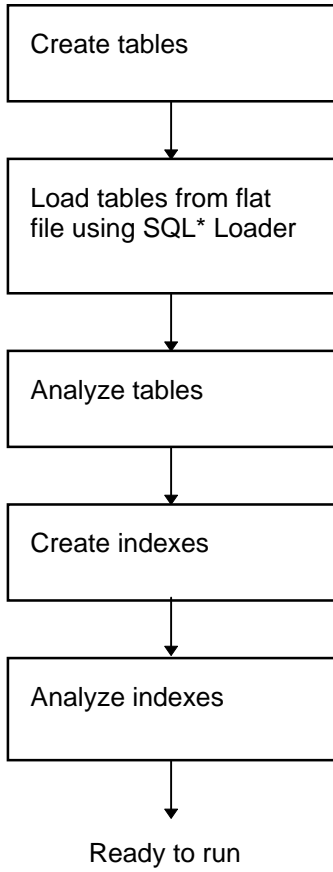 Create tables
Load tables from flat
file using SQL* Loader
Analyze tables
Create indexes
Analyze indexes
Ready to run